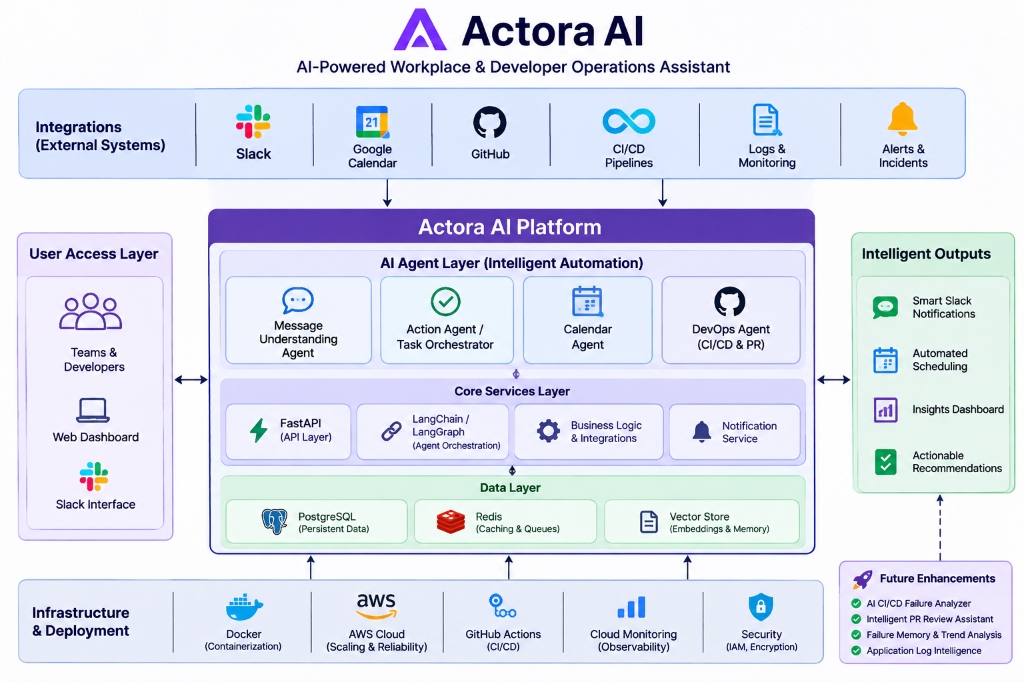 Actora AI
AI-Powered Workplace & Developer Operations Assistant
Integrations
(External Systems)
Slack
21
Google
Calendar
GitHub
CI/CD
Pipelines
Logs &
Monitoring
Alerts &
Incidents
Actora AI Platform
User Access Layer
Teams &
Developers
Web Dashboard
Slack Interface
AI Agent Layer (Intelligent Automation)
Message
Understanding
Agent
Action Agent /
Task Orchestrator
Calendar
Agent
DevOps Agent
(CI/CD & PR)
Core Services Layer
FastAPI
(API Layer)
LangChain /
LangGraph
(Agent Orchestration)
Business Logic
& Integrations
Notification
Service
Data Layer
PostgreSQL
(Persistent Data)
Redis
(Caching & Queues)
Vector Store
(Embeddings & Memory)
Intelligent Outputs
Smart Slack
Notifications
Automated
Scheduling
Insights Dashboard
Actionable
Recommendations
Infrastructure
& Deployment
Docker
(Containerization)
aws
AWS Cloud
(Scaling & Reliability)
GitHub Actions
(CI/CD)
Cloud Monitoring
(Observability)
Security
(IAM, Encryption)
Future Enhancements
AI CI/CD Failure Analyzer
Intelligent PR Review Assistant
Failure Memory & Trend Analysis
Application Log Intelligence